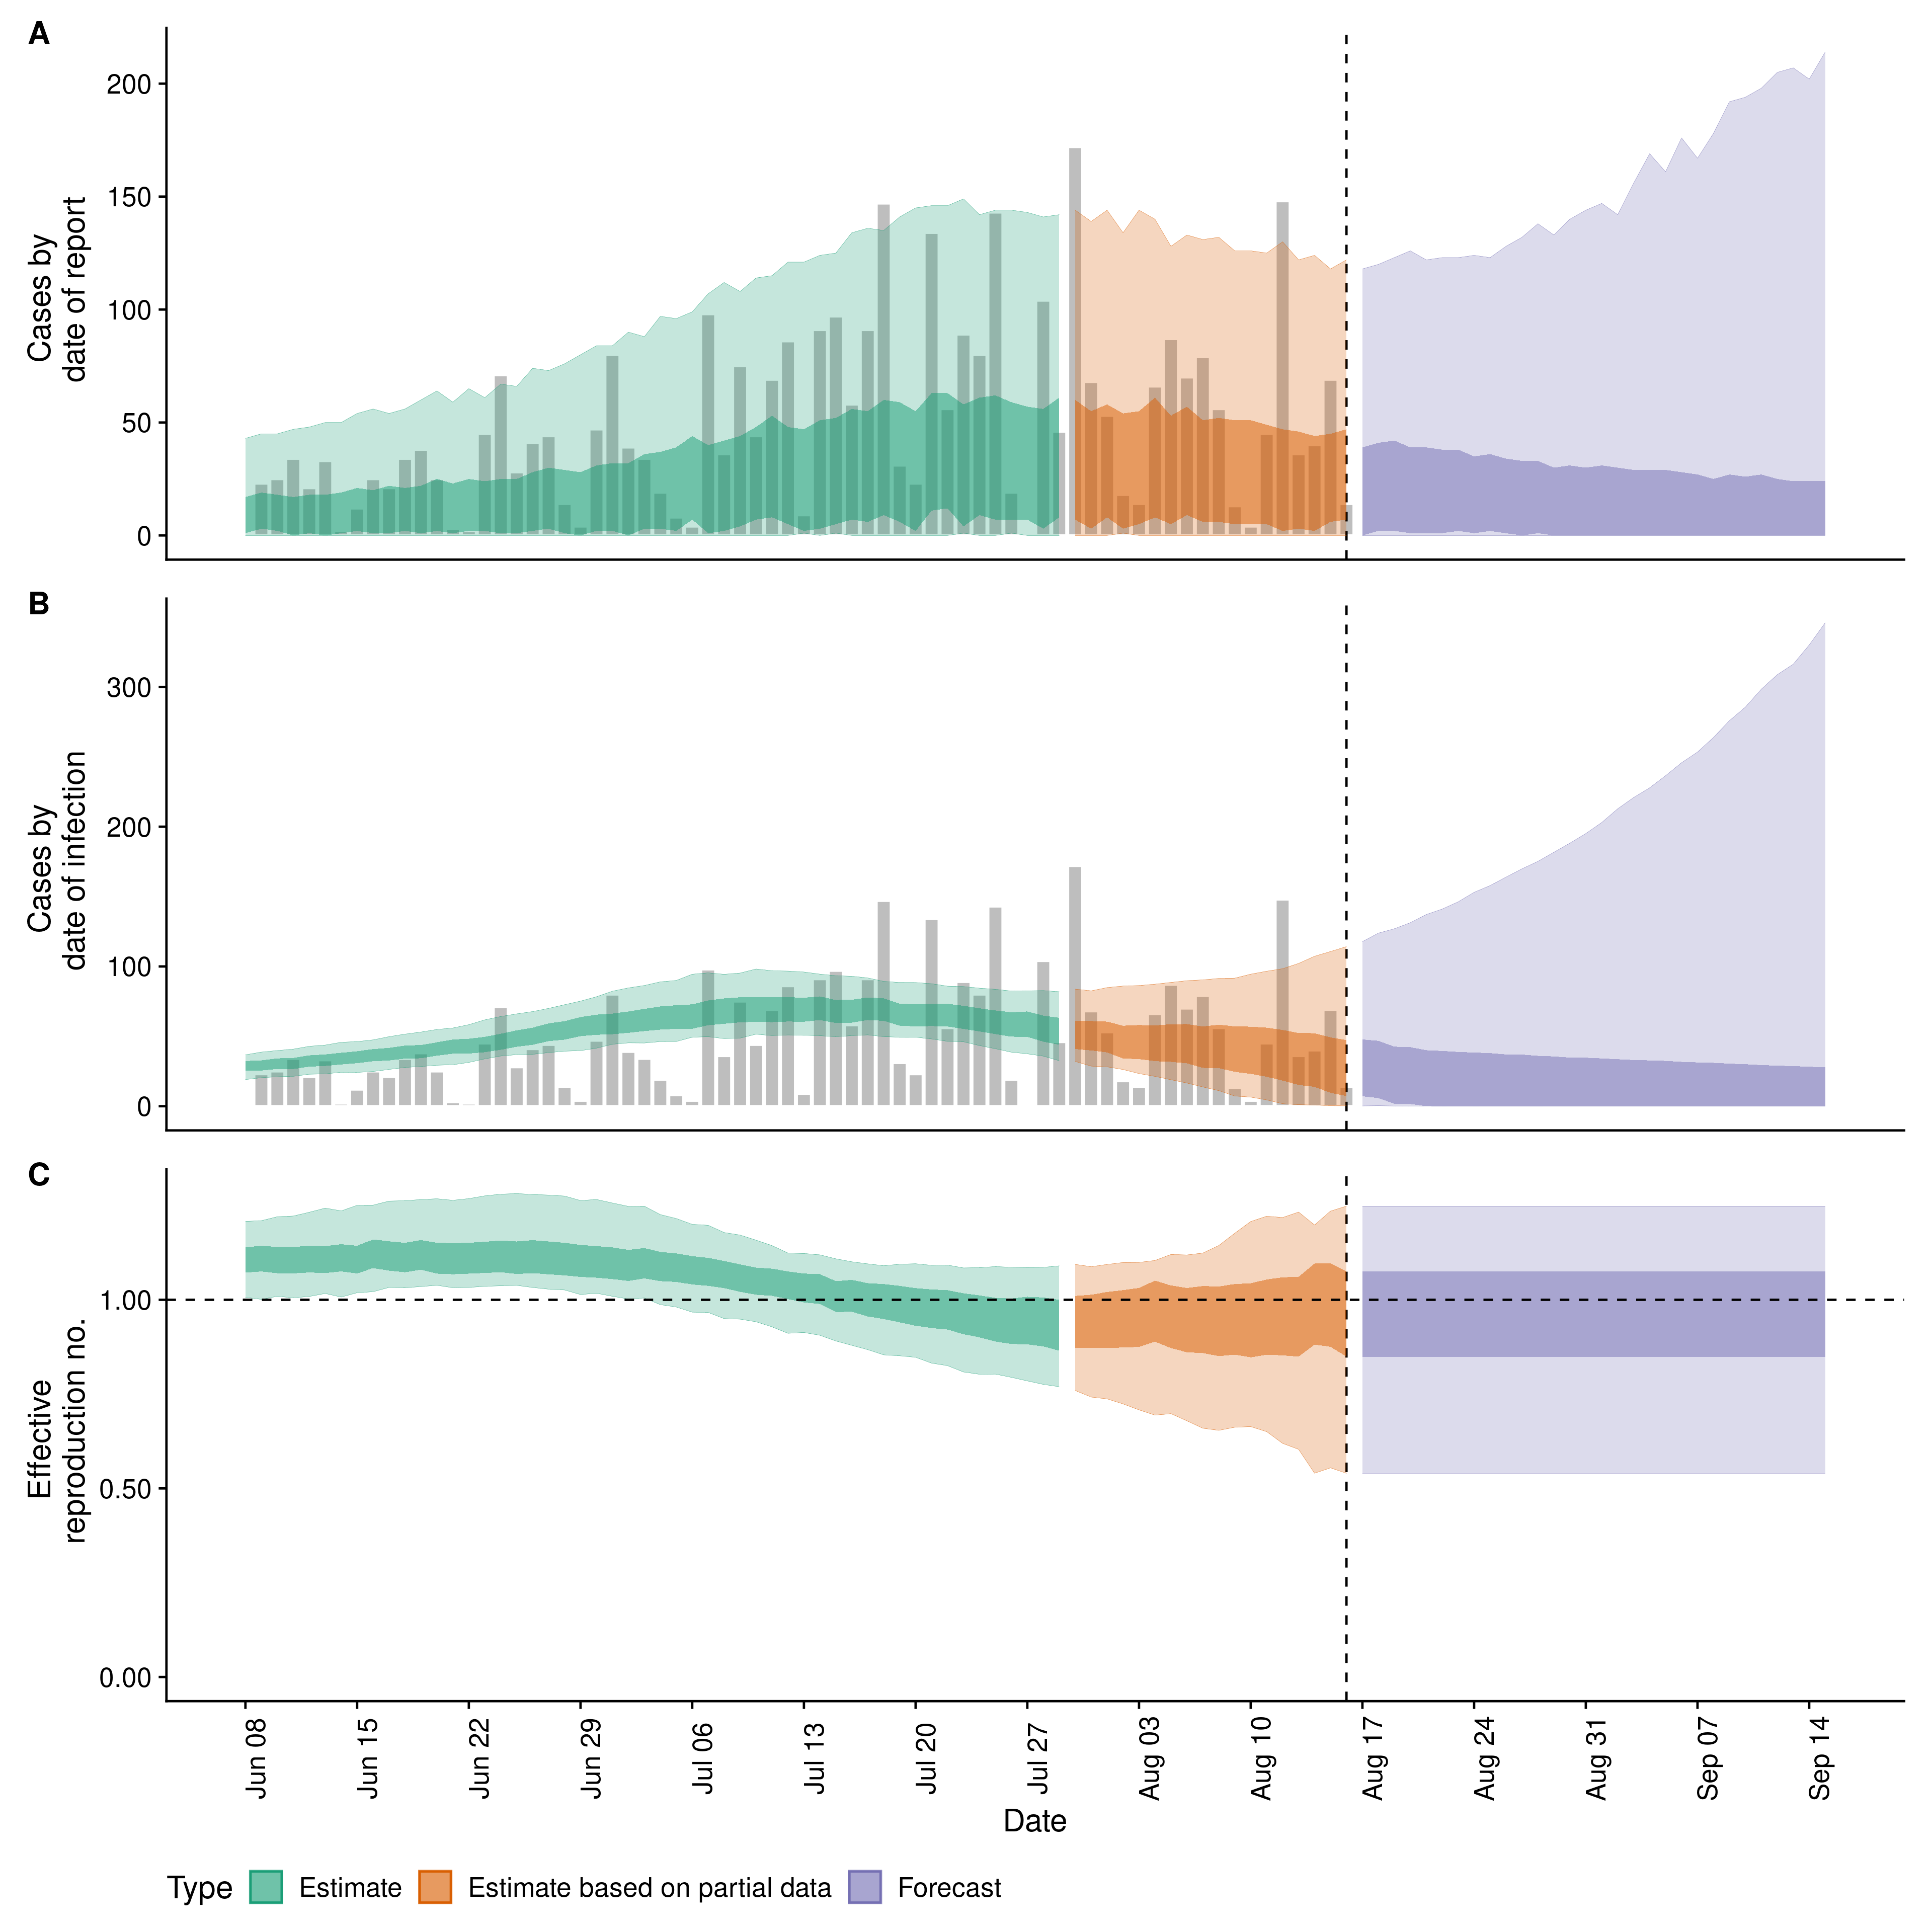 A
200
150
100
50
0
Cases by
date of report
B
300
200
100
0
Cases by
date of infection
C
1.00
0.50
0.00
Effective
reproduction no.
Jun 08
Jun 15
Jun 22
Jun 29
Jul 06
Jul 13
Jul 20
Jul 27
Aug 03
Aug 10
Aug 17
Aug 24
Aug 31
Sep 07
Sep 14
Date
Type Estimate Estimate based on partial data Forecast